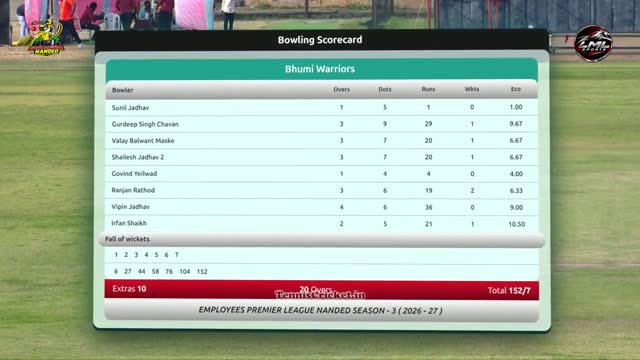 NANDED
LML
Bowling Scorecard
Bhumi Warriors
Bowler Overs Dots Runs Wkts Eco
Sunil Jadhav 1 5 1 0 1.00
Gurdeep Singh Chavan 3 9 29 1 9.67
Valay Balwant Maske 3 7 20 1 6.67
Shailesh Jadhav 2 3 7 20 1 6.67
Govind Yeilwad 1 4 4 0 4.00
Ranjan Rathod 3 6 19 2 6.33
Vipin Jadhav 4 6 36 0 9.00
Irfan Shaikh 2 5 21 1 10.50
Fall of wickets
1 2 3 4 5 6 7
6 27 44 58 76 104 152
Extras 10 20 Overs Total 152/7
TennisCricket.in
EMPLOYEES PREMIER LEAGUE NANDED SEASON - 3 ( 2026 - 27 )